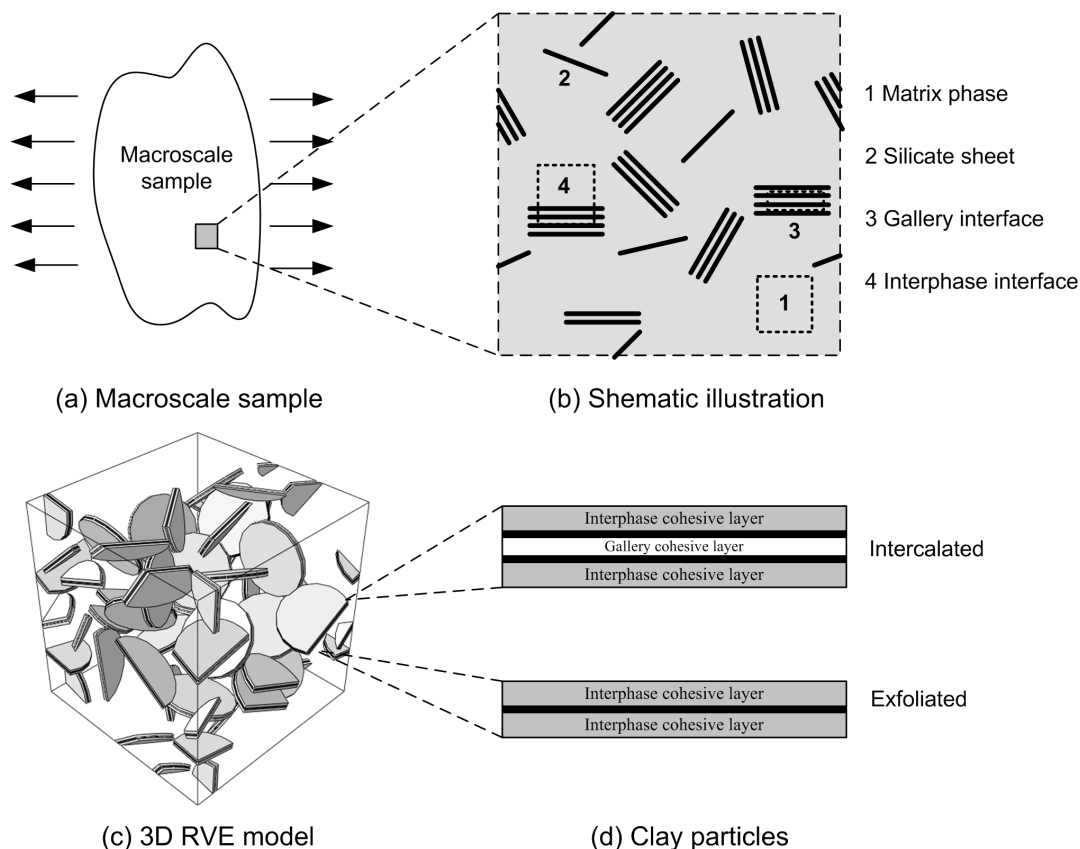 Macroscale
sample
2
4
3
1
1 Matrix phase
2 Silicate sheet
3 Gallery interface
4 Interphase interface
(a) Macroscale sample
(b) Shematic illustration
Interphase cohesive layer
Gallery cohesive layer
Interphase cohesive layer
Intercalated
Interphase cohesive layer
Interphase cohesive layer
Exfoliated
(c) 3D RVE model
(d) Clay particles